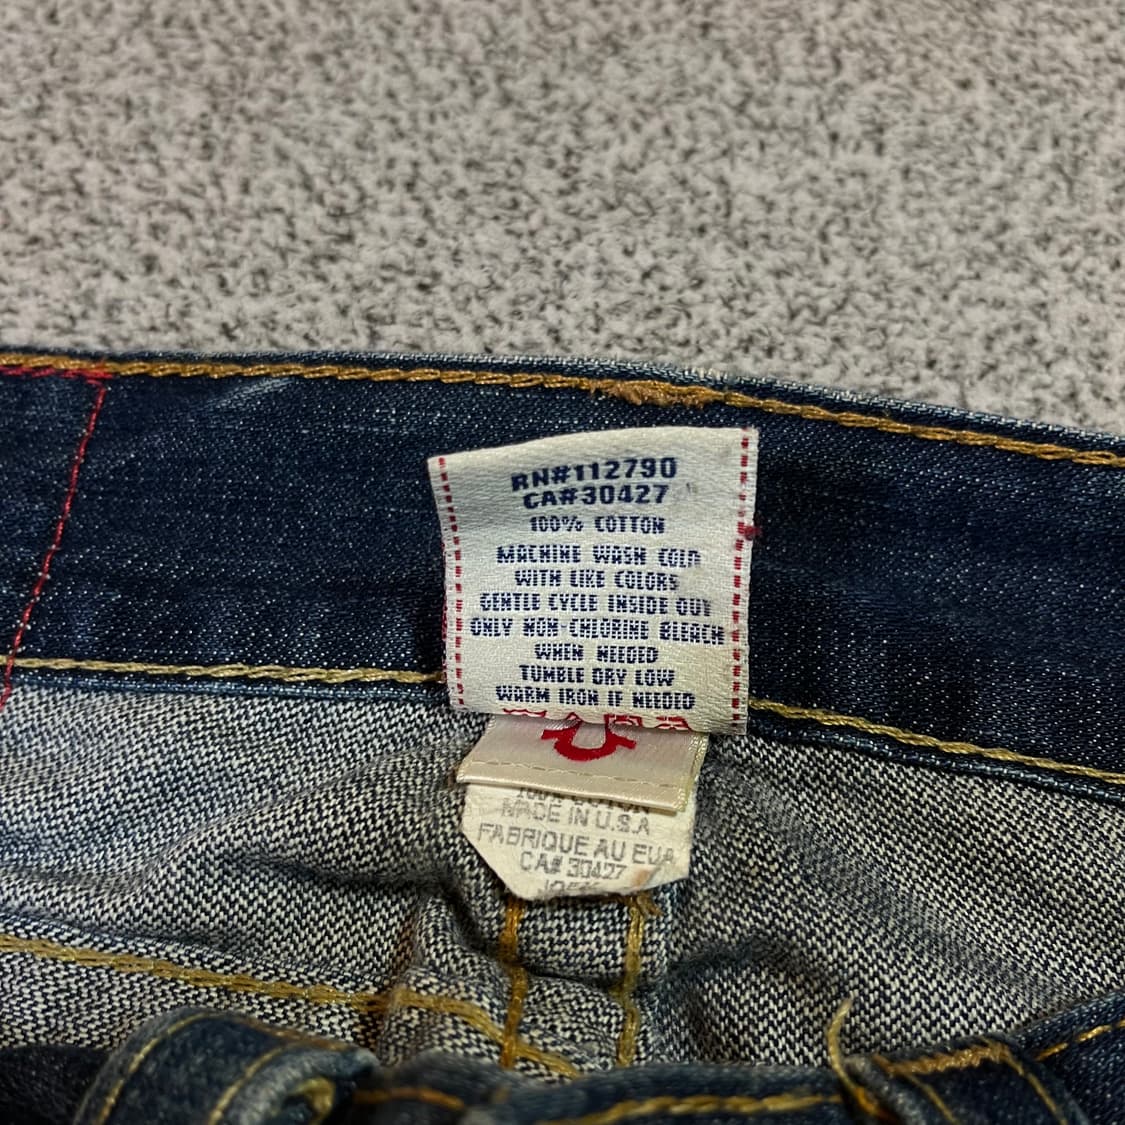 RN#112790
CA#30427
100% COTTON
MACHINE WASH COLD
WITH LIKE COLORS
GENTLE CYCLE INSIDE OUT
ONLY NON-CHLORINE BLEACH
WHEN NEEDED
TUMBLE DRY LOW
WARM IRON IF NEEDED
MADE IN U.S.A
FABRIQUE AU EUA
CA# 30427